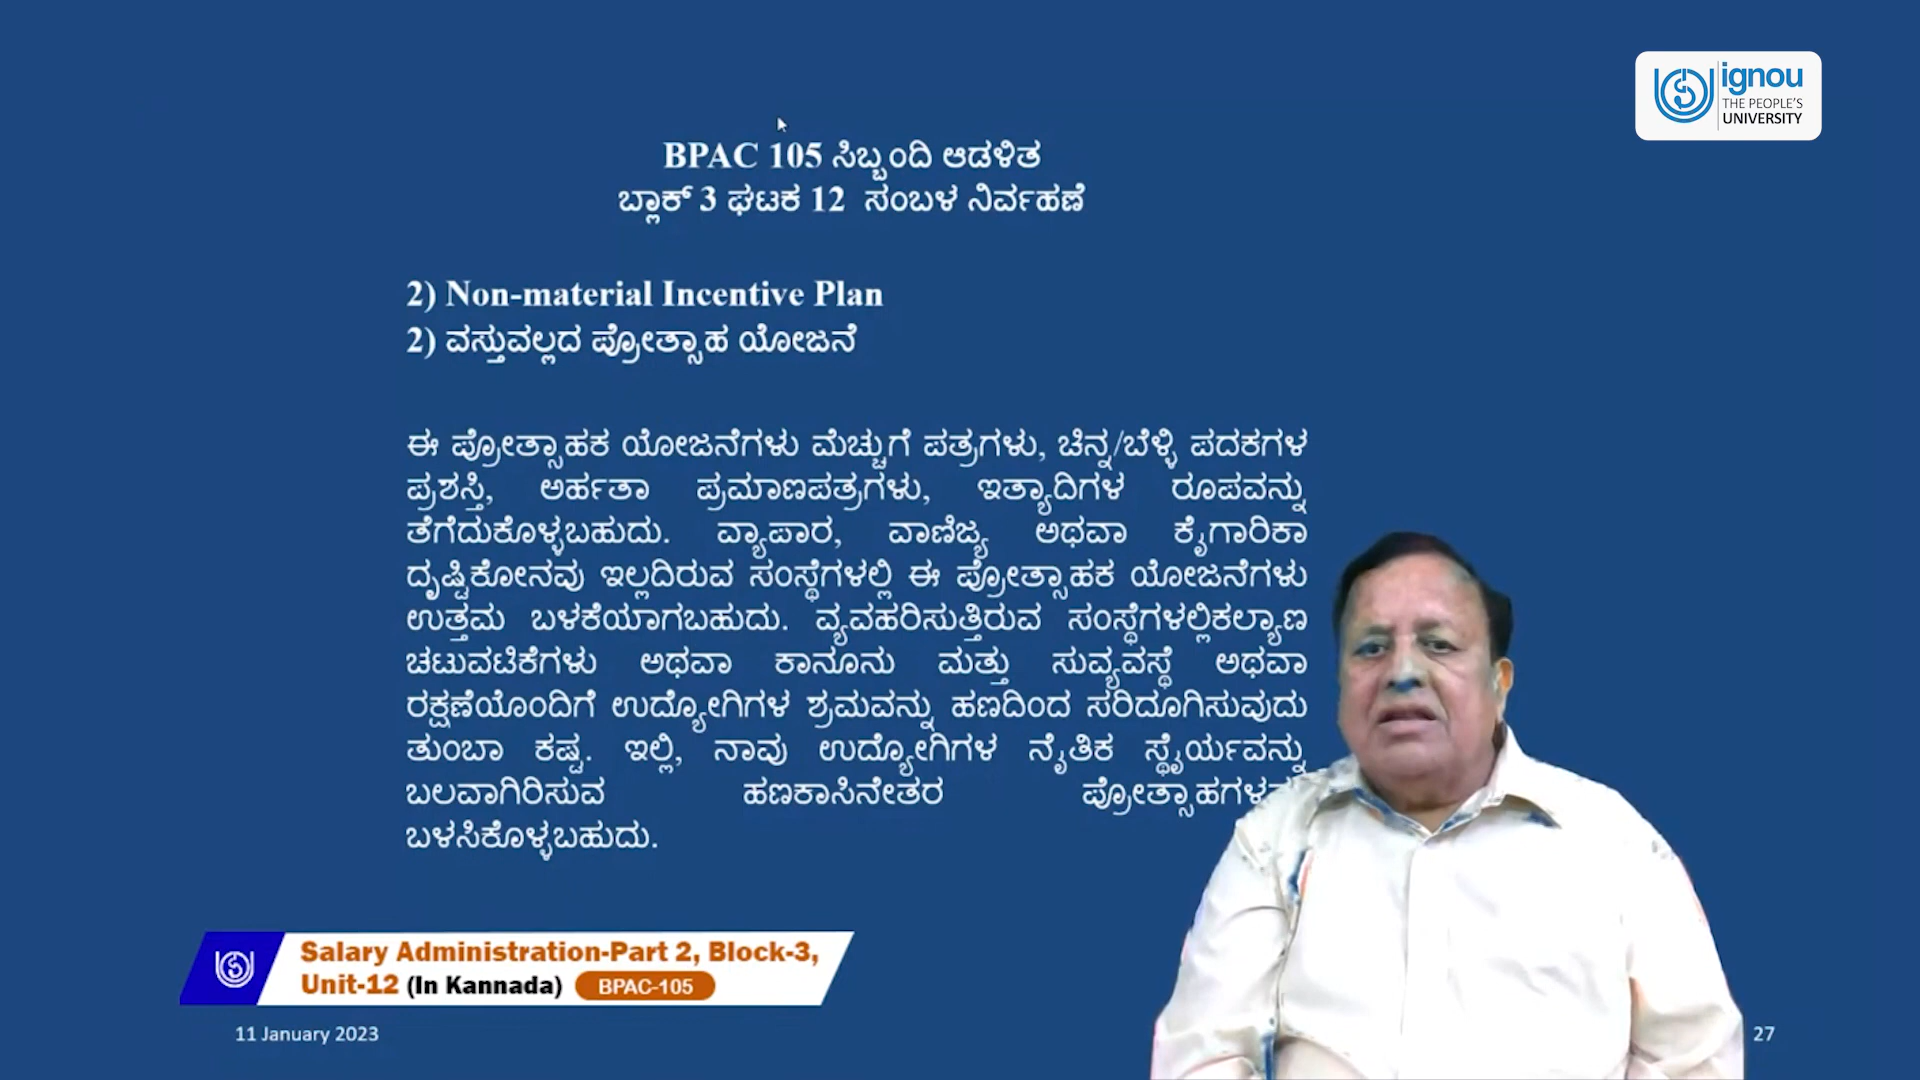 ignou
THE PEOPLE'S
UNIVERSITY
BPAC 105 ಸಿಬ್ಬಂದಿ ಆಡಳಿತ
ಬ್ಲಾಕ್ 3 ಘಟಕ 12 ಸಂಬಳ ನಿರ್ವಹಣೆ
2) Non-material Incentive Plan
2) ವಸ್ತುವಲ್ಲದ ಪ್ರೋತ್ಸಾಹ ಯೋಜನೆ
ಈ ಪ್ರೋತ್ಸಾಹಕ ಯೋಜನೆಗಳು ಮೆಚ್ಚುಗೆ ಪತ್ರಗಳು, ಚಿನ್ನ/ಬೆಳ್ಳಿ ಪದಕಗಳ
ಪ್ರಶಸ್ತಿ, ಅರ್ಹತಾ ಪ್ರಮಾಣಪತ್ರಗಳು, ಇತ್ಯಾದಿಗಳ ರೂಪವನ್ನು
ತೆಗೆದುಕೊಳ್ಳಬಹುದು. ವ್ಯಾಪಾರ, ವಾಣಿಜ್ಯ ಅಥವಾ ಕೈಗಾರಿಕಾ
ದೃಷ್ಟಿಕೋನವು ಇಲ್ಲದಿರುವ ಸಂಸ್ಥೆಗಳಲ್ಲಿ ಈ ಪ್ರೋತ್ಸಾಹಕ ಯೋಜನೆಗಳು
ಉತ್ತಮ ಬಳಕೆಯಾಗಬಹುದು. ವ್ಯವಹರಿಸುತ್ತಿರುವ ಸಂಸ್ಥೆಗಳಲ್ಲಿಕಲ್ಯಾಣ
ಚಟುವಟಿಕೆಗಳು ಅಥವಾ ಕಾನೂನು ಮತ್ತು ಸುವ್ಯವಸ್ಥೆ ಅಥವಾ
ರಕ್ಷಣೆಯೊಂದಿಗೆ ಉದ್ಯೋಗಿಗಳ ಶ್ರಮವನ್ನು ಹಣದಿಂದ ಸರಿದೂಗಿಸುವುದು
ತುಂಬಾ ಕಷ್ಟ. ಇಲ್ಲಿ, ನಾವು ಉದ್ಯೋಗಿಗಳ ನೈತಿಕ ಸ್ಥೈರ್ಯವನ್ನು
ಬಲವಾಗಿರಿಸುವ ಹಣಕಾಸಿನೇತರ
ಬಳಸಿಕೊಳ್ಳಬಹುದು.
Salary Administration-Part 2, Block-3,
Unit-12 (In Kannada) BPAC-105
11 January 2023
27